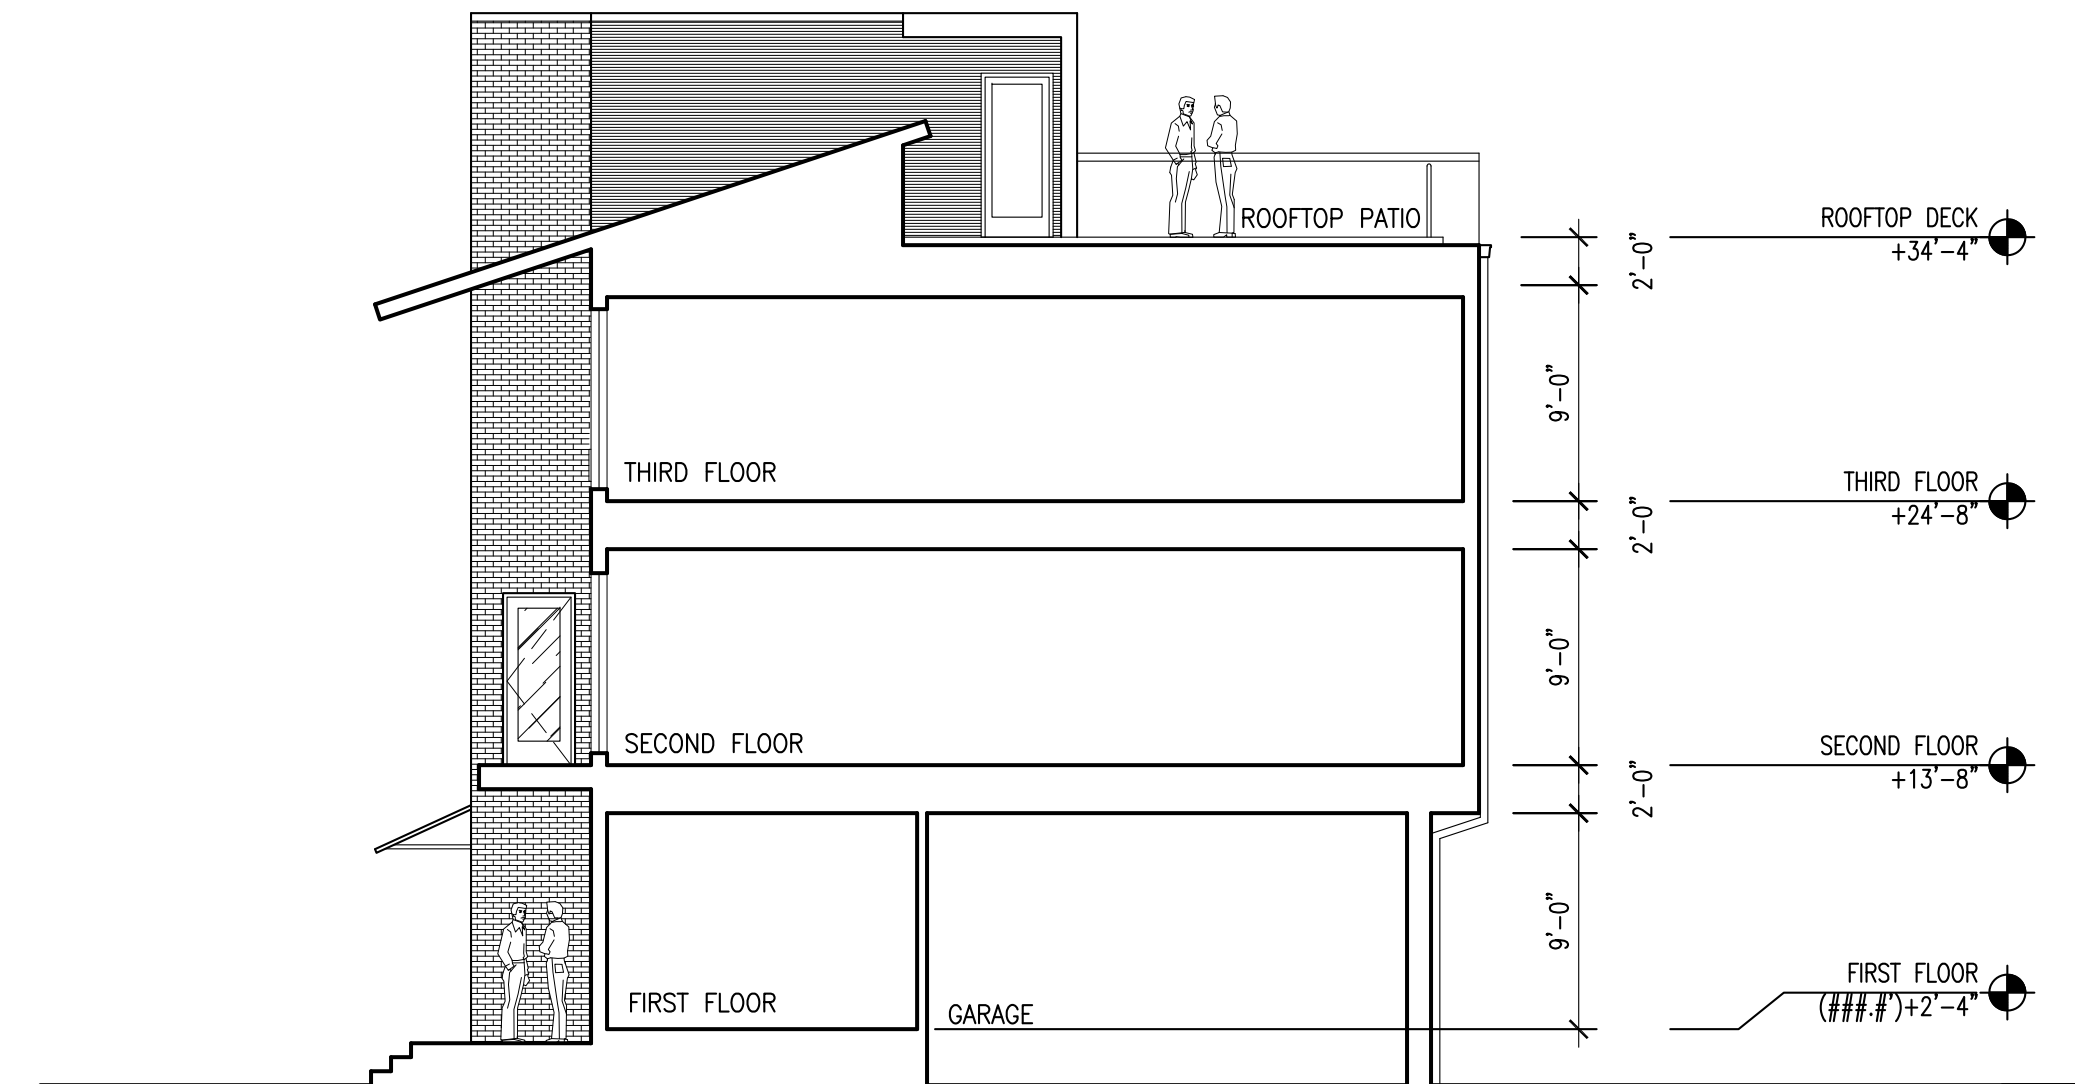 ROOFTOP PATIO
ROOFTOP DECK
+34'-4"
2'-0"
9'-0"
THIRD FLOOR
THIRD FLOOR
+24'-8"
2'-0"
9'-0"
SECOND FLOOR
SECOND FLOOR
+13'-8"
2'-0"
9'-0"
FIRST FLOOR
GARAGE
FIRST FLOOR
(###.#')+2'-4"